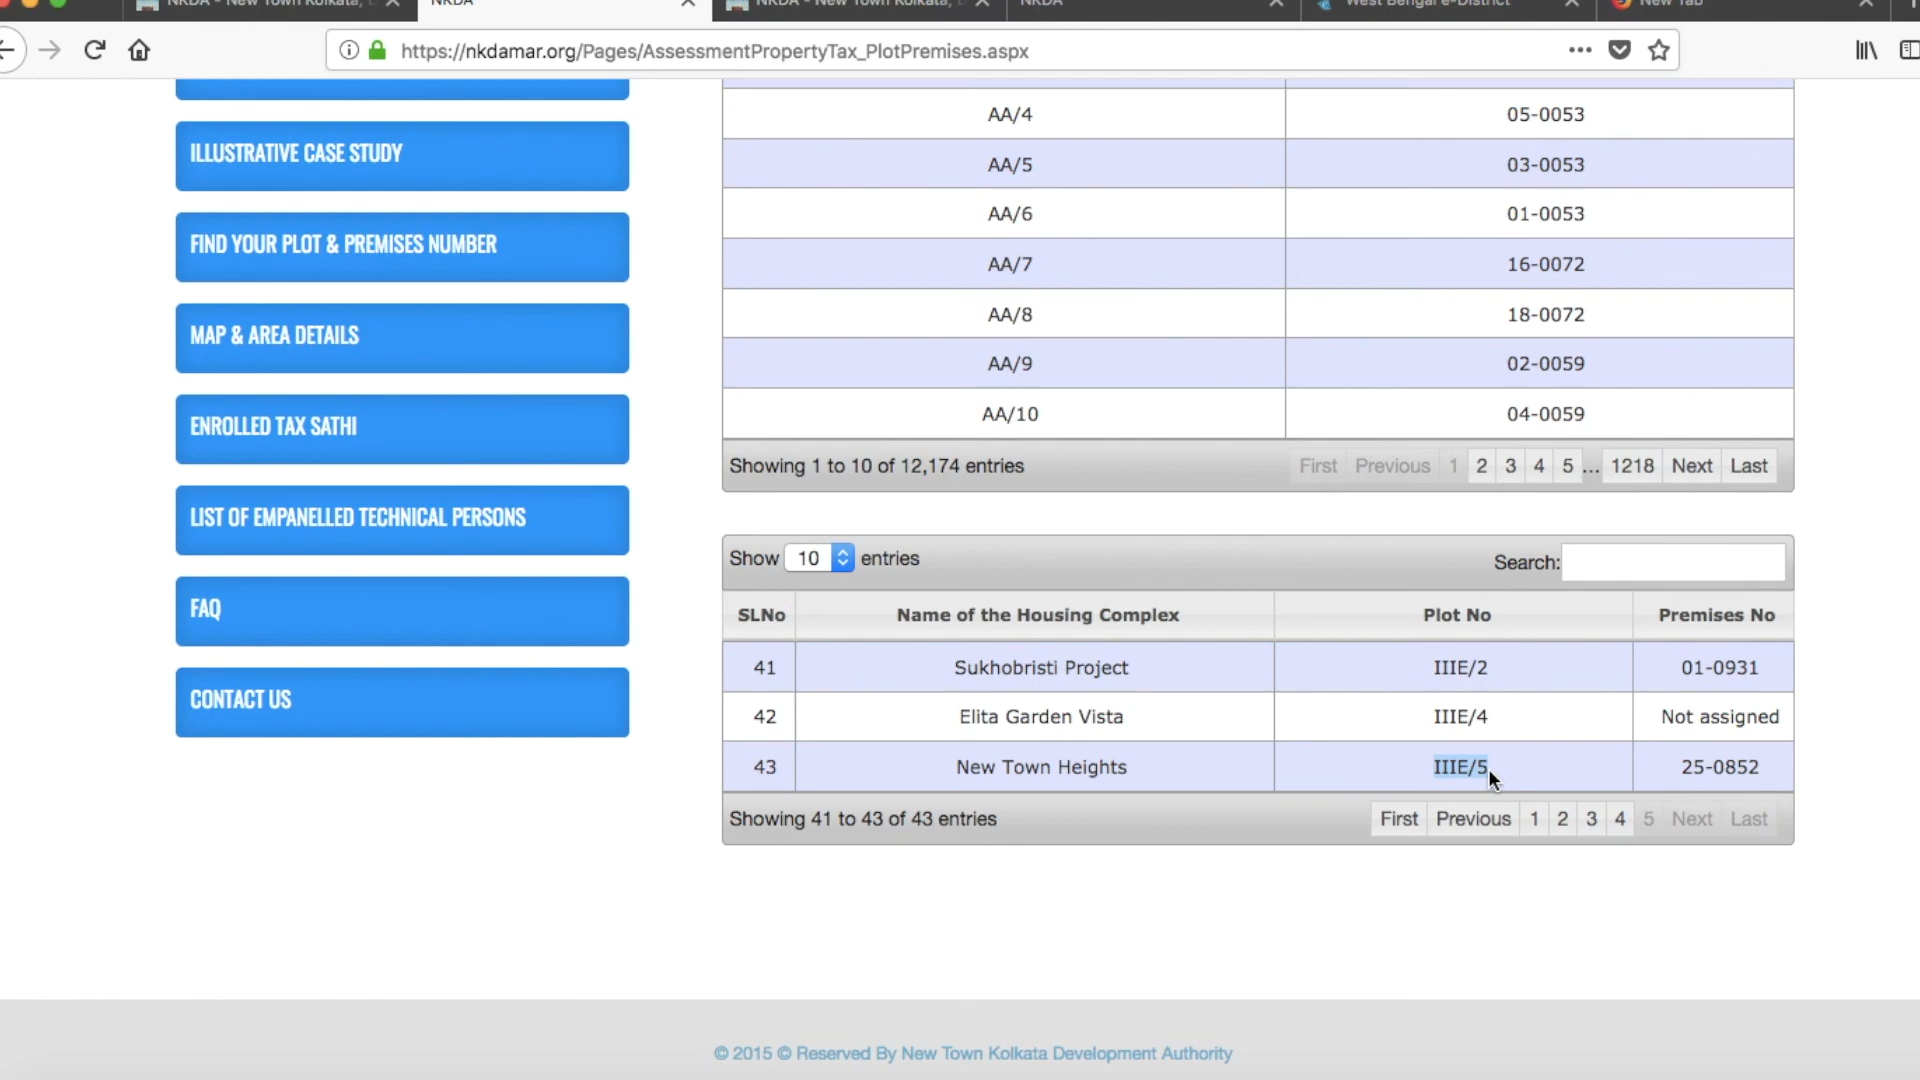 NKDA
NKDA
https://nkdamar.org/Pages/AssessmentPropertyTax_PlotPremises.aspx
ILLUSTRATIVE CASE STUDY
FIND YOUR PLOT & PREMISES NUMBER
MAP & AREA DETAILS
ENROLLED TAX SATHI
LIST OF EMPANELLED TECHNICAL PERSONS
FAQ
CONTACT US
AA/4 05-0053
AA/5 03-0053
AA/6 01-0053
AA/7 16-0072
AA/8 18-0072
AA/9 02-0059
AA/10 04-0059
Showing 1 to 10 of 12,174 entries First Previous 1 2 3 4 5 ... 1218 Next Last
Show 10 entries Search:
SLNo Name of the Housing Complex Plot No Premises No
41 Sukhobristi Project IIIE/2 01-0931
42 Elita Garden Vista IIIE/4 Not assigned
43 New Town Heights IIIE/5 25-0852
Showing 41 to 43 of 43 entries First Previous 1 2 3 4 5 Next Last
© 2015 © Reserved By New Town Kolkata Development Authority